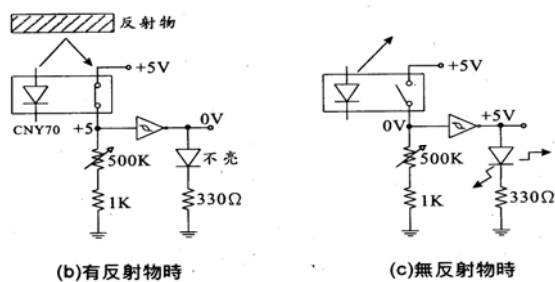 反射物
+5V
CNY70
+5
0V
500K
不亮
1K
330Ω
(b)有反射物時
+5V
0V
+5V
500K
1K
330Ω
(c)無反射物時